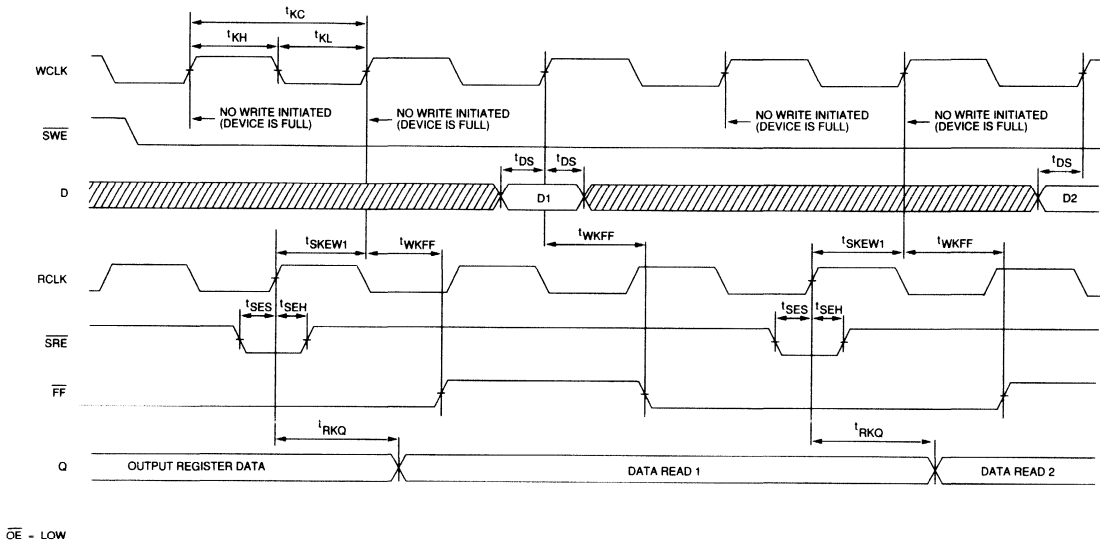 tKC
tKH tKL
WCLK
NO WRITE INITIATED (DEVICE IS FULL)
NO WRITE INITIATED (DEVICE IS FULL)
NO WRITE INITIATED (DEVICE IS FULL)
NO WRITE INITIATED (DEVICE IS FULL)
SWE
tDS tDS tDS
D D1 D2
tWKFF
tSKEW1 tWKFF tSKEW1 tWKFF
RCLK
tSES tSEH tSES tSEH
SRE
FF
tRKQ tRKQ
Q OUTPUT REGISTER DATA DATA READ 1 DATA READ 2
OE - LOW